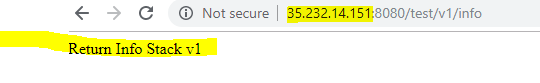 Not secure | 35.232.14.151:8080/test/v1/info
Return Info Stack v1